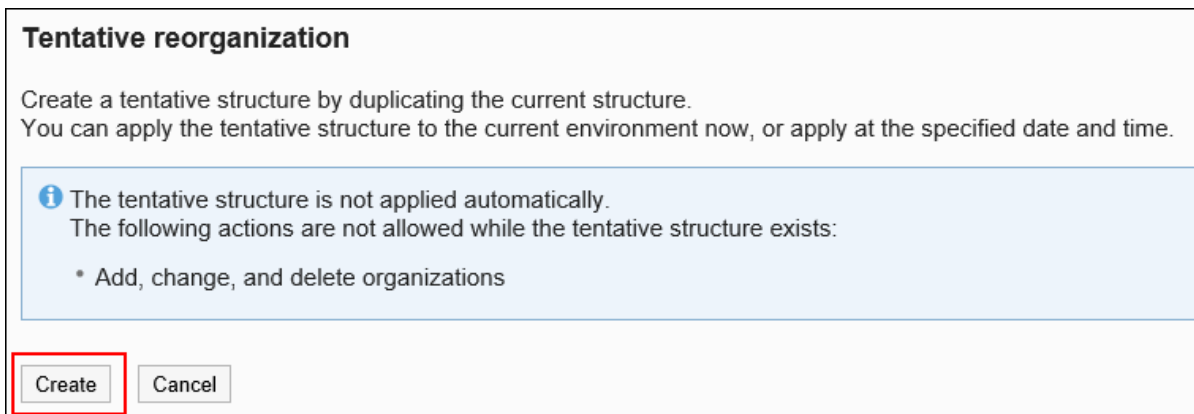 Tentative reorganization
Create a tentative structure by duplicating the current structure.
You can apply the tentative structure to the current environment now, or apply at the specified date and time.
The tentative structure is not applied automatically.
The following actions are not allowed while the tentative structure exists:
• Add, change, and delete organizations
Create Cancel